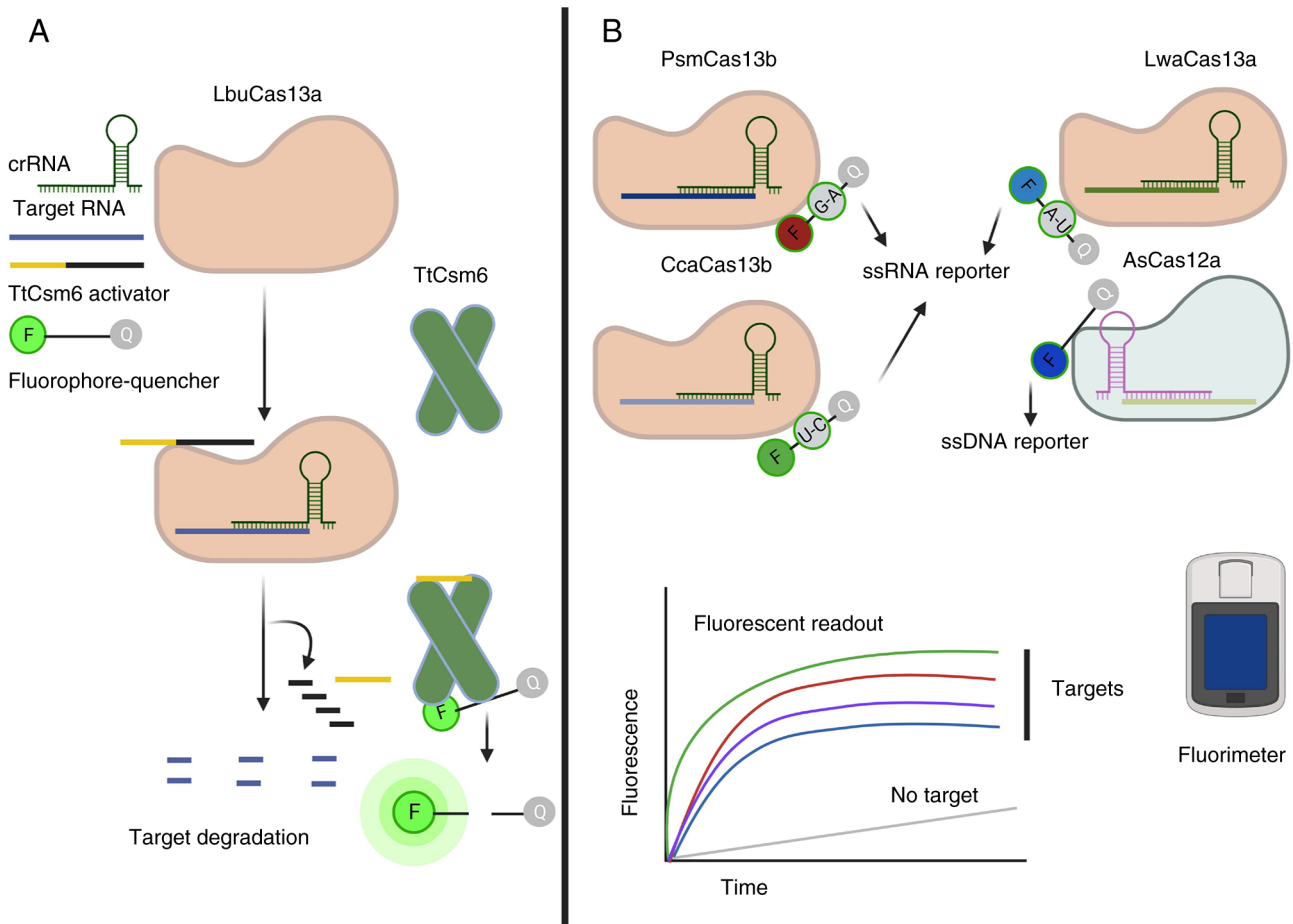 A
LbuCas13a
crRNA
Target RNA
TtCsm6 activator
F
Q
Fluorophore-quencher
TtCsm6
Q
F
F
Q
Target degradation
B
PsmCas13b
Q
G-A
F
LwaCas13a
F
A-U
Q
ssRNA reporter
CcaCas13b
Q
U-C
F
AsCas12a
Q
F
ssDNA reporter
Fluorescent readout
Fluorescence
Targets
No target
Time
Fluorimeter